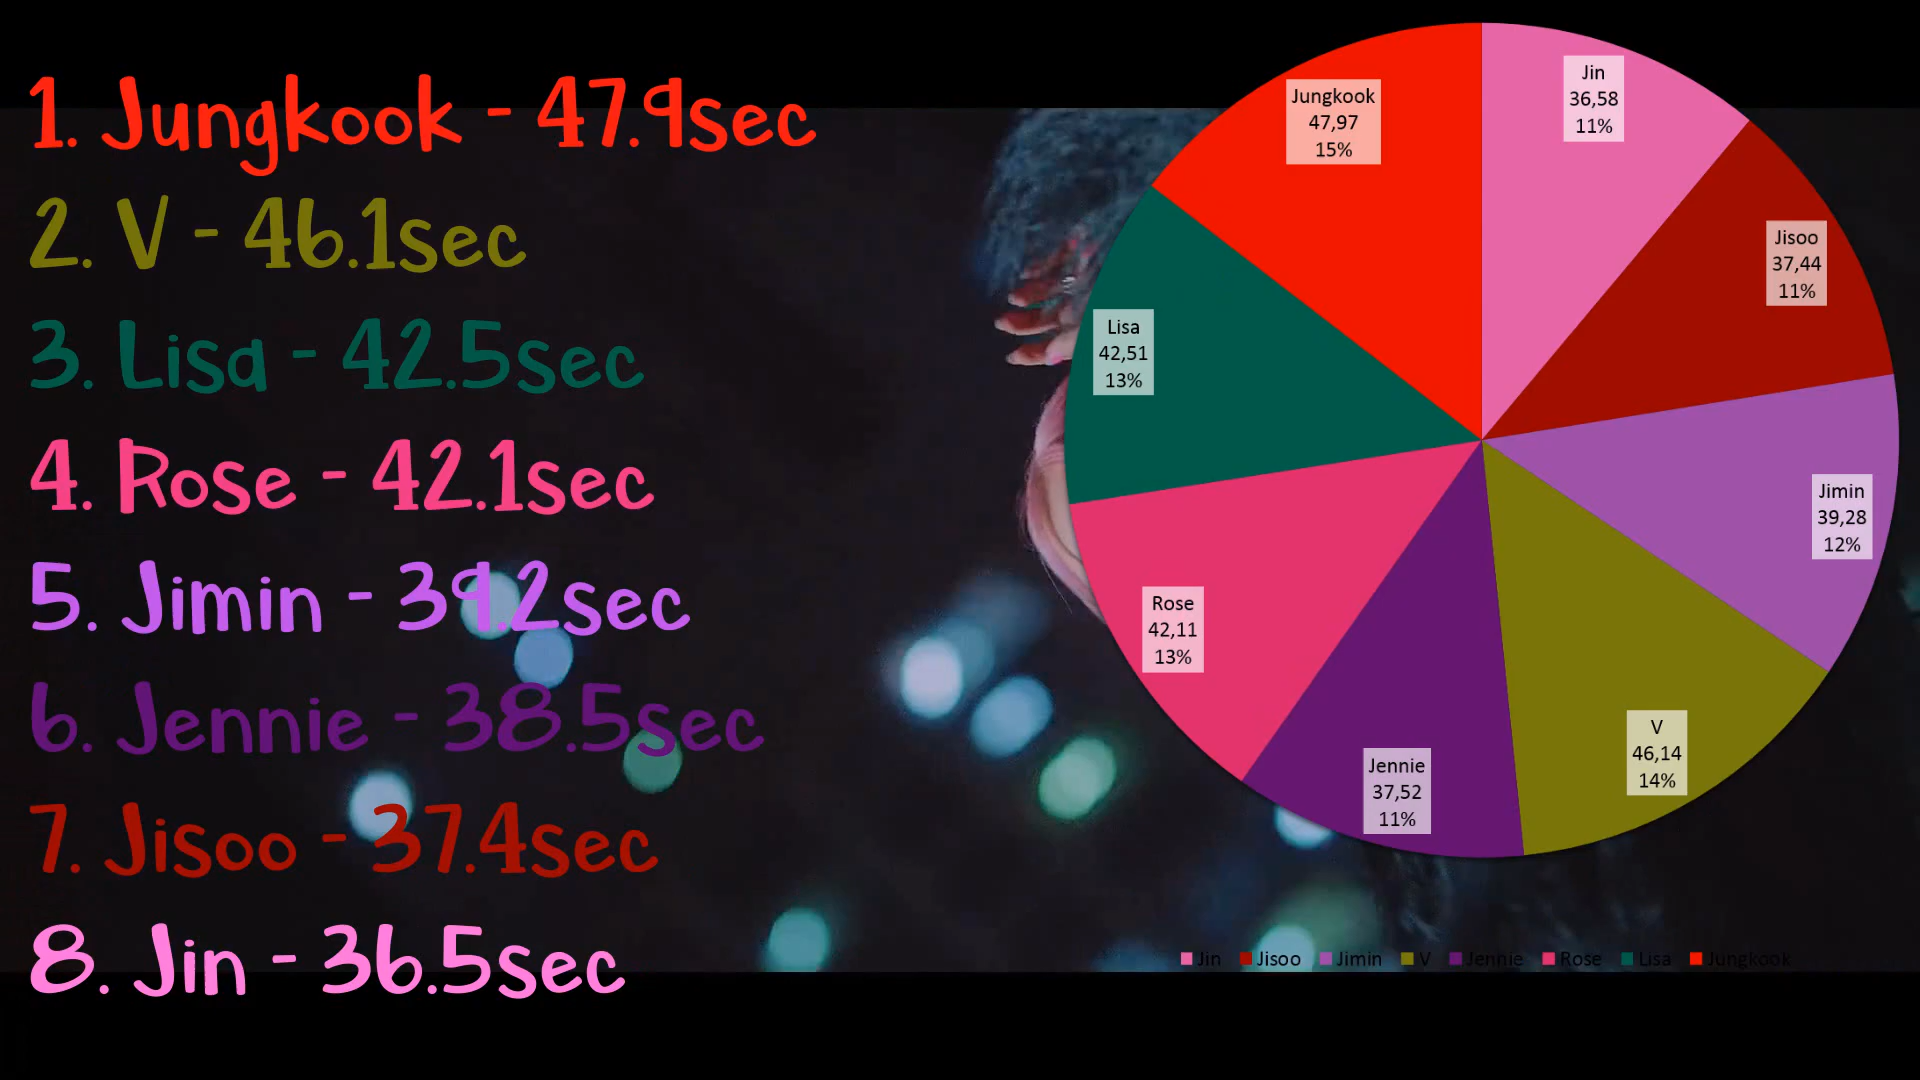 1. Jungkook - 47.9sec
2. V - 46.1sec
3. Lisa - 42.5sec
4. Rose - 42.1sec
5. Jimin - 39.2sec
6. Jennie - 38.5sec
7. Jisoo - 37.4sec
8. Jin - 36.5sec
Jin
36,58
11%
Jisoo
37,44
11%
Jimin
39,28
12%
V
46,14
14%
Jennie
37,52
11%
Rose
42,11
13%
Lisa
42,51
13%
Jungkook
47,97
15%
Jin Jisoo Jimin V Jennie Rose Lisa Jungkook